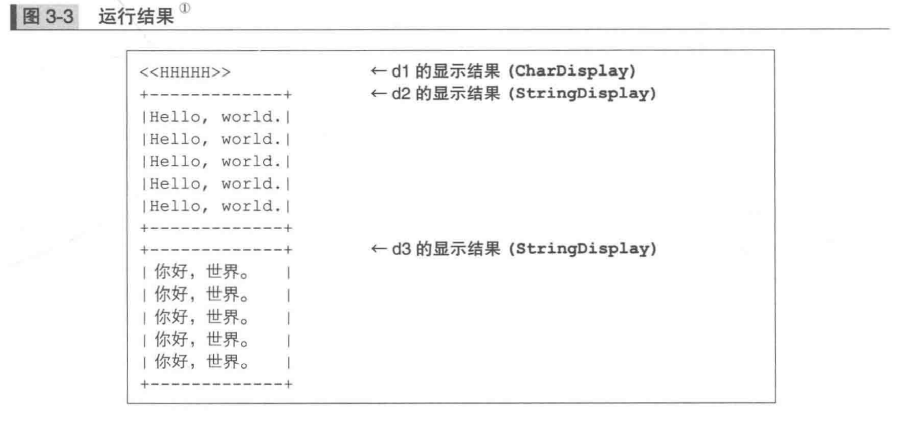 图 3-3 运行结果①
<<HHHHH>> ← d1 的显示结果 (CharDisplay)
+-------------+ ← d2 的显示结果 (StringDisplay)
|Hello, world.|
|Hello, world.|
|Hello, world.|
|Hello, world.|
|Hello, world.|
+-------------+
+-------------+ ← d3 的显示结果 (StringDisplay)
| 你好，世界。 |
| 你好，世界。 |
| 你好，世界。 |
| 你好，世界。 |
| 你好，世界。 |
+-------------+